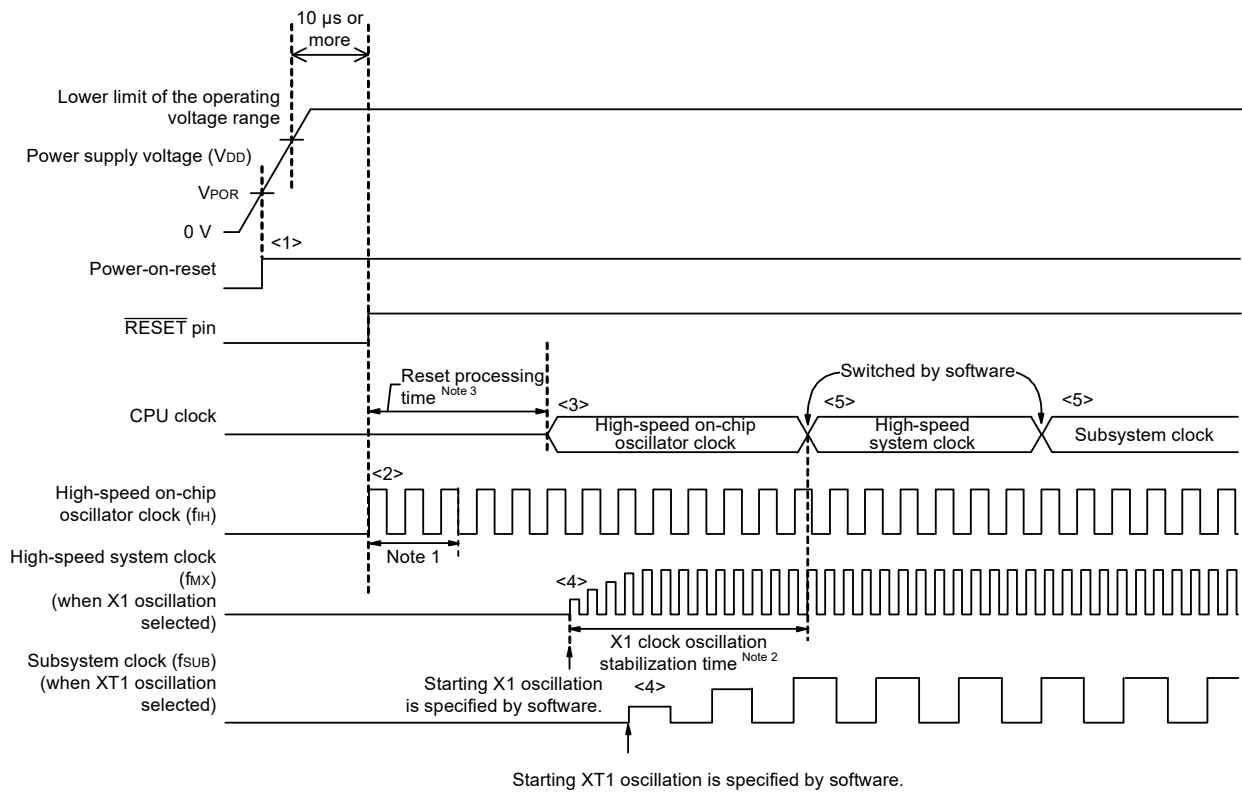 10 µs or
more
Lower limit of the operating
voltage range
Power supply voltage (VDD)
VPOR
0 V
<1>
Power-on-reset
RESET pin
Reset processing
time Note 3
Switched by software
CPU clock
<3>
<5>
<5>
High-speed on-chip
oscillator clock
High-speed
system clock
Subsystem clock
<2>
High-speed on-chip
oscillator clock (fIH)
Note 1
High-speed system clock
(fMX)
(when X1 oscillation
selected)
<4>
X1 clock oscillation
stabilization time Note 2
Subsystem clock (fSUB)
(when XT1 oscillation
selected)
Starting X1 oscillation
is specified by software.
<4>
Starting XT1 oscillation is specified by software.